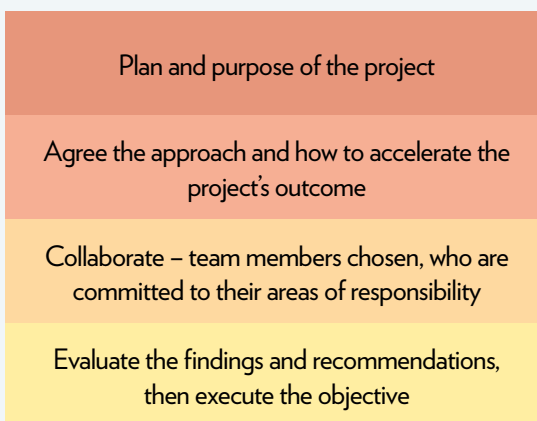 Plan and purpose of the project
Agree the approach and how to accelerate the
project's outcome
Collaborate – team members chosen, who are
committed to their areas of responsibility
Evaluate the findings and recommendations,
then execute the objective